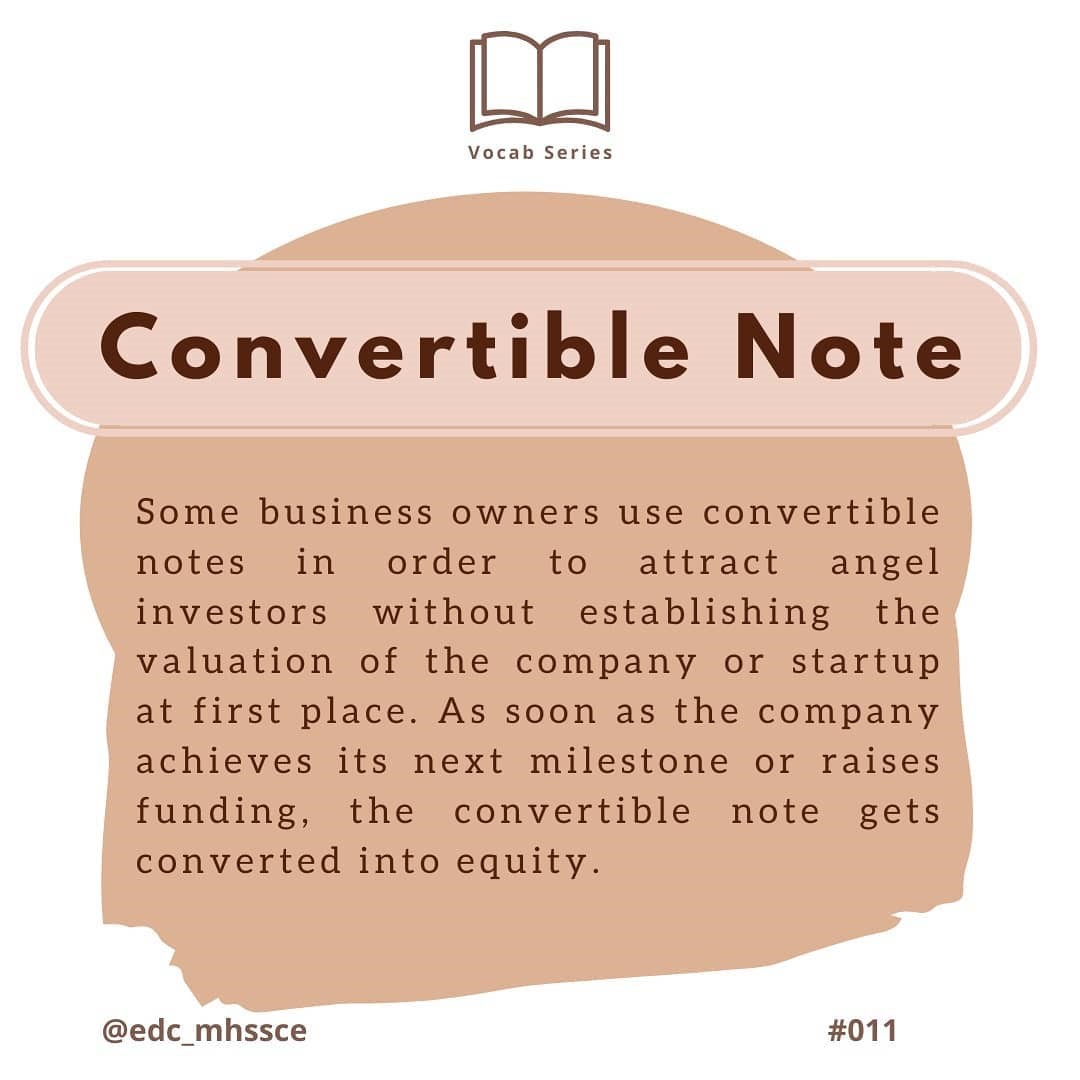 Vocab Series
Convertible Note
Some business owners use convertible
notes in order to attract angel
investors without establishing the
valuation of the company or startup
at first place. As soon as the company
achieves its next milestone or raises
funding, the convertible note gets
converted into equity.
@edc_mhssce
#011